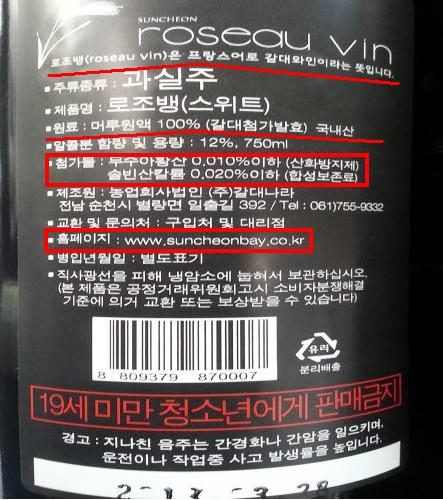 SUNCHEON
roseau vin
로조뱅(roseau vin)은 프랑스어로 갈대와인이라는 뜻입니다.
■ 주류종류 : 과실주
■ 제품명 : 로조뱅(스위트)
■ 원료 : 머루원액 100% (갈대첨가발효) 국내산
■ 알콜분 함량 및 용량 : 12%, 750ml
■ 첨가물 : 무수아황산 0,010%이하 (산화방지제)
솔빈산칼륨 0,020%이하 (합성보존료)
■ 제조원 : 농업회사법인 (주)갈대나라
전남 순천시 별량면 일출길 392 / Tel : 061)755-9332
■ 교환 및 문의처 : 구입처 및 대리점
■ 홈페이지 : www.suncheonbay.co.kr
■ 병입년월일 : 별도표기
■ 직사광선을 피해 냉암소에 눕혀서 보관하십시오.
(본 제품은 공정거래위원회고시 소비자분쟁해결
기준에 의거 교환 또는 보상받을 수 있습니다.)
8 809379 870007
유리
분리배출
19세 미만 청소년에게 판매금지
경고 : 지나친 음주는 간경화나 간암을 일으키며,
운전이나 작업중 사고 발생률을 높입니다.